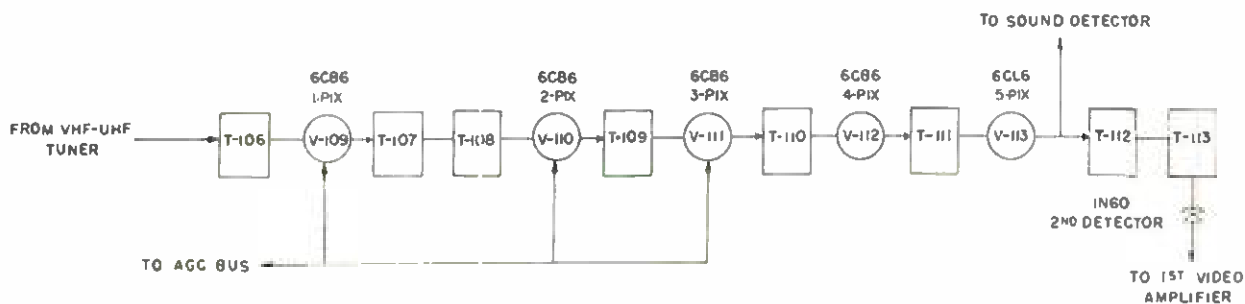 TO SOUND DETECTOR
6CB6
1-PIX
6CB6
2-PIX
6CB6
3-PIX
6CB6
4-PIX
6CL6
5-PIX
FROM VHF-UHF
TUNER
T-106
V-109
T-107
T-108
V-110
T-109
V-111
T-110
V-112
T-111
V-113
T-112
T-113
1N60
2ND DETECTOR
TO AGC BUS
TO 1ST VIDEO
AMPLIFIER